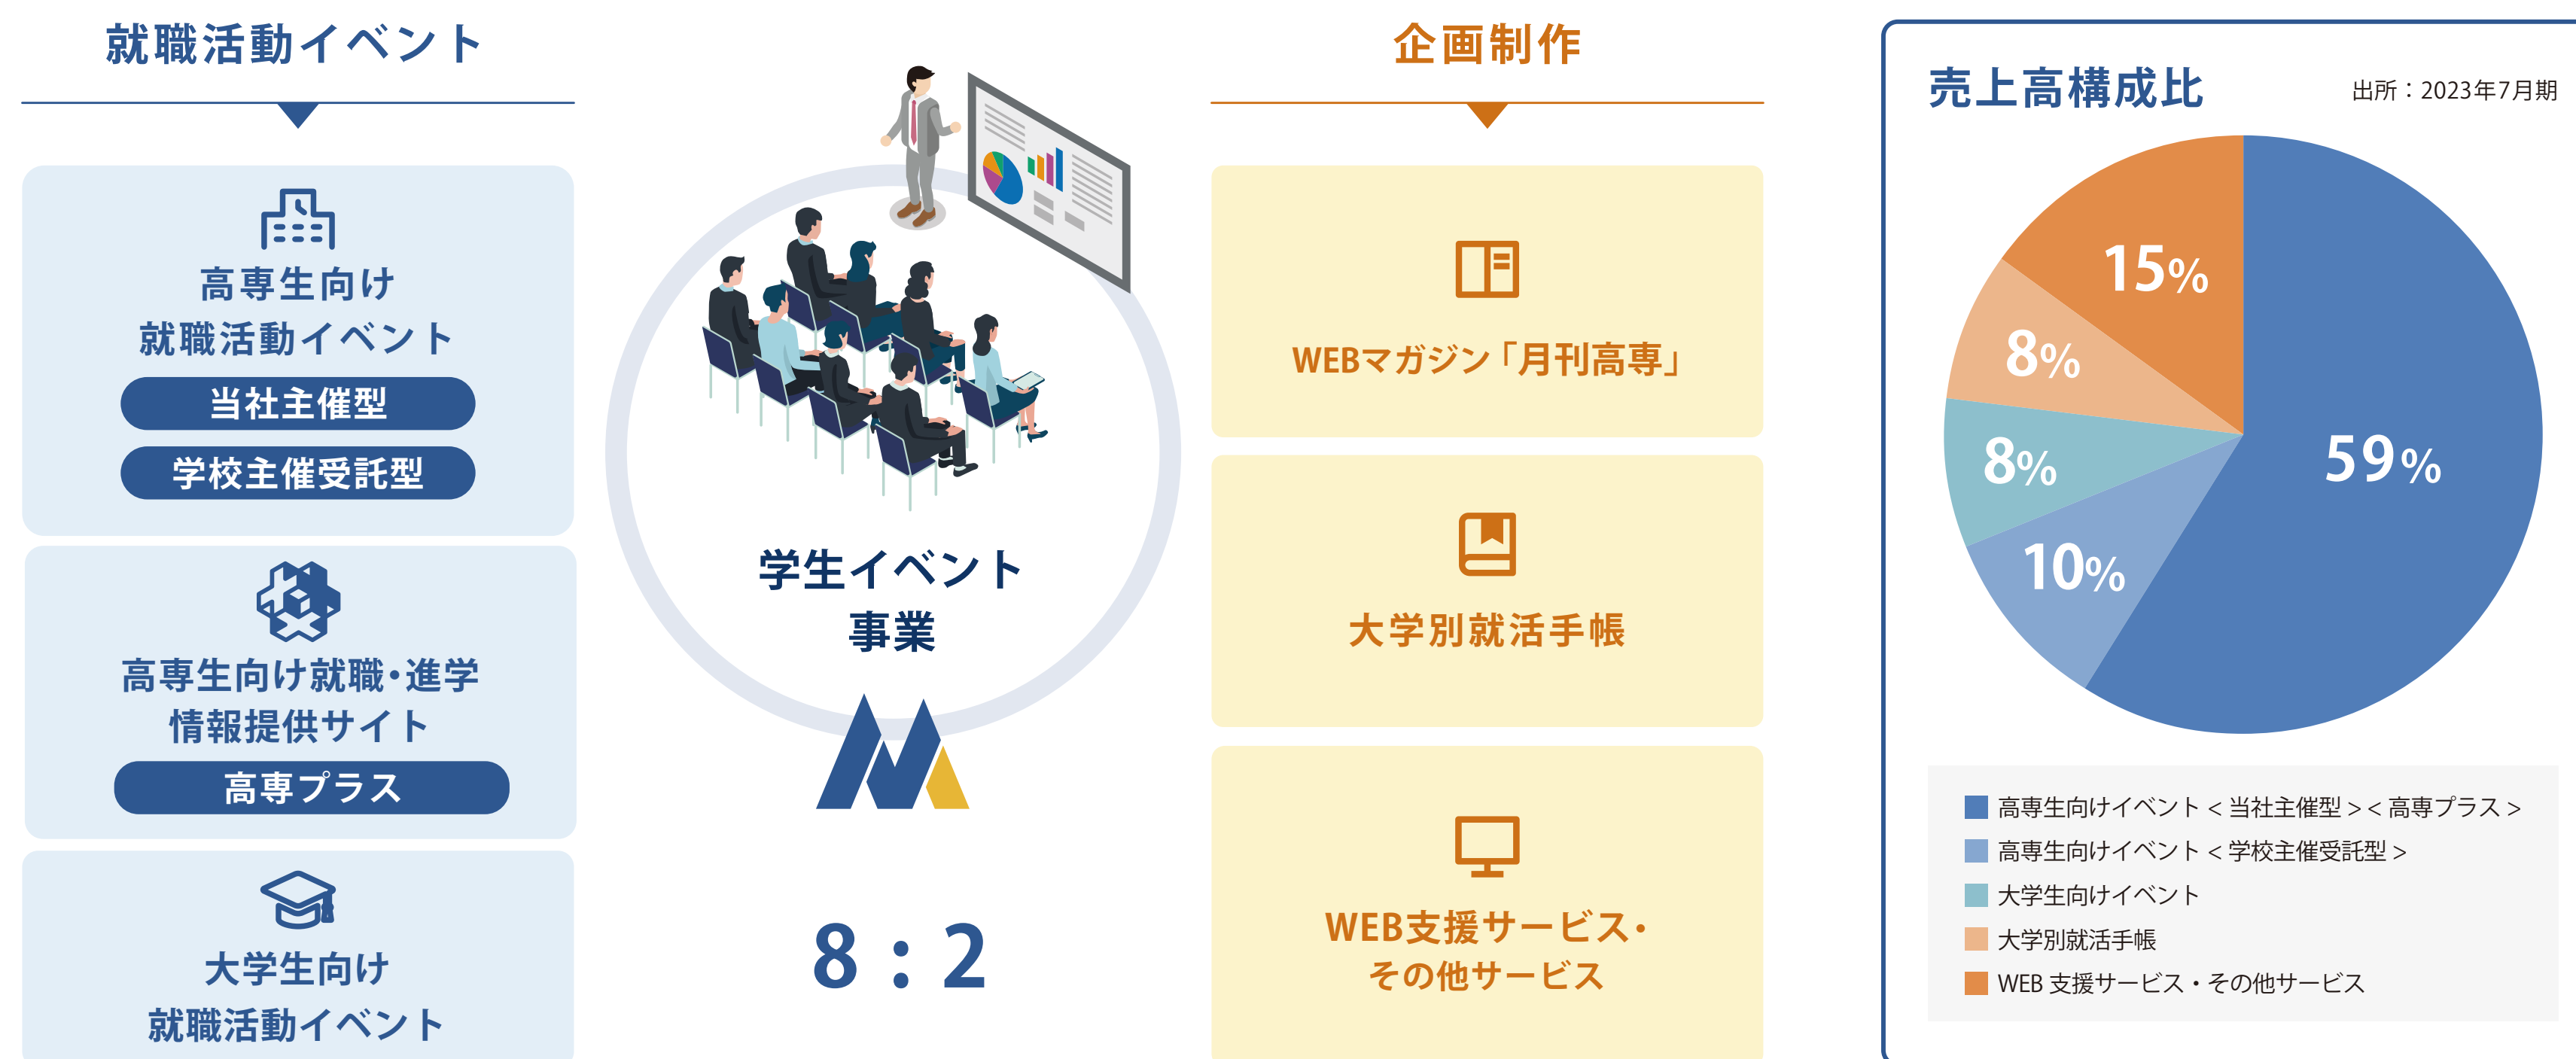 就職活動イベント
高専生向け
就職活動イベント
当社主催型
学校主催受託型
高専生向け就職・進学
情報提供サイト
高専プラス
大学生向け
就職活動イベント
学生イベント
事業
8 : 2
企画制作
WEBマガジン「月刊高専」
大学別就活手帳
WEB支援サービス・
その他サービス
売上高構成比
出所：2023年7月期
59%
10%
8%
8%
15%
高専生向けイベント < 当社主催型 > < 高専プラス >
高専生向けイベント < 学校主催受託型 >
大学生向けイベント
大学別就活手帳
WEB 支援サービス・その他サービス